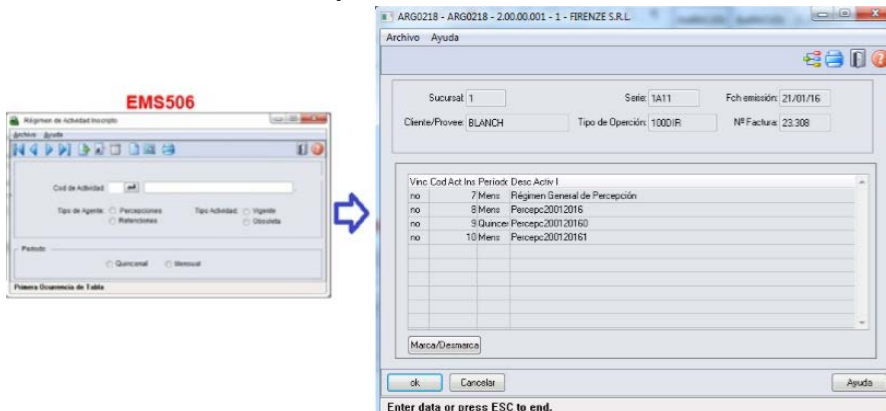 EMS506
Régimen de Actividad Inscripto
Archivo Ayuda
Cod de Actividad:
Tipo de Agente: Percepciones Tipo Actividad: Vigente
Retenciones Obsoleta
Período
Quincenal Mensual
Primera Ocurrencia de Tabla
ARG0218 - ARG0218 - 2.00.00.001 - 1 - FIRENZE S.R.L.
Archivo Ayuda
Sucursal: 1 Serie: 1A11 Fch emisión: 21/01/16
Cliente/Provee: BLANCH Tipo de Operción: 100DIR Nº Factura: 23.308
Vinc Cod Act Ins Periodo Desc Activ I
no 7 Mens Régimen General de Percepción
no 8 Mens Percepc20012016
no 9 Quincer Percepc200120160
no 10 Mens Percepc200120161
Marca/Desmarca
ok Cancelar Ayuda
Enter data or press ESC to end.